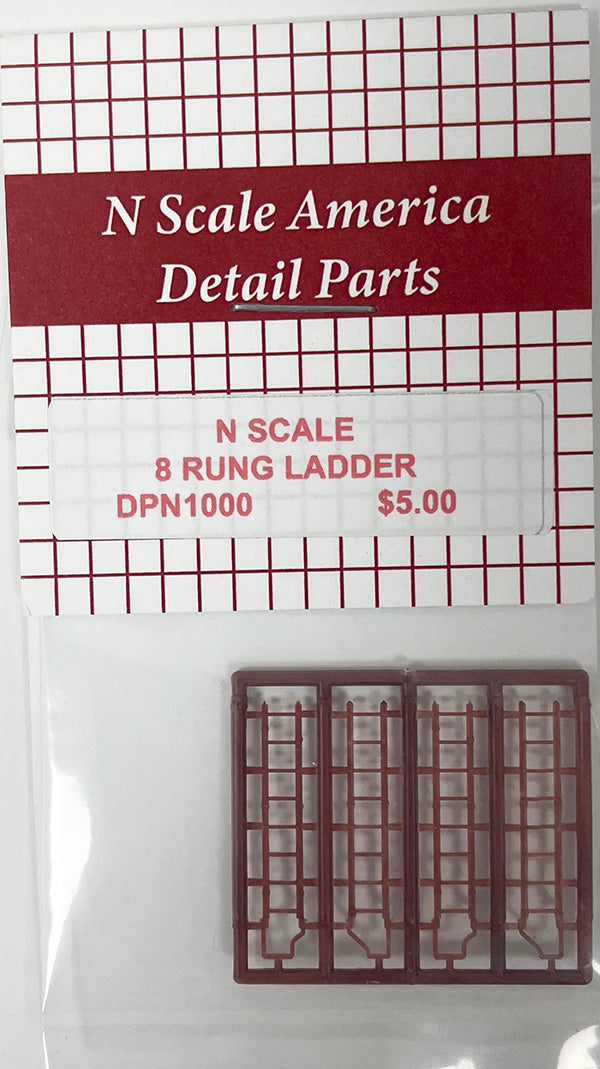 N Scale America
Detail Parts
N SCALE
8 RUNG LADDER
DPN1000 $5.00